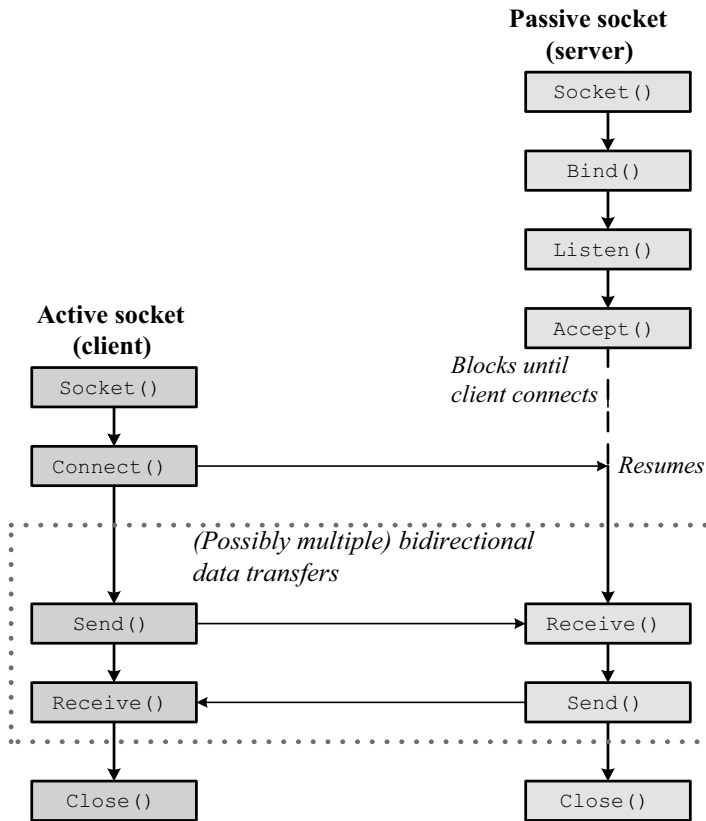 Passive socket
(server)
Socket()
Bind()
Listen()
Accept()
Blocks until
client connects
Active socket
(client)
Socket()
Connect()
Resumes
(Possibly multiple) bidirectional
data transfers
Send()
Receive()
Receive()
Send()
Close()
Close()